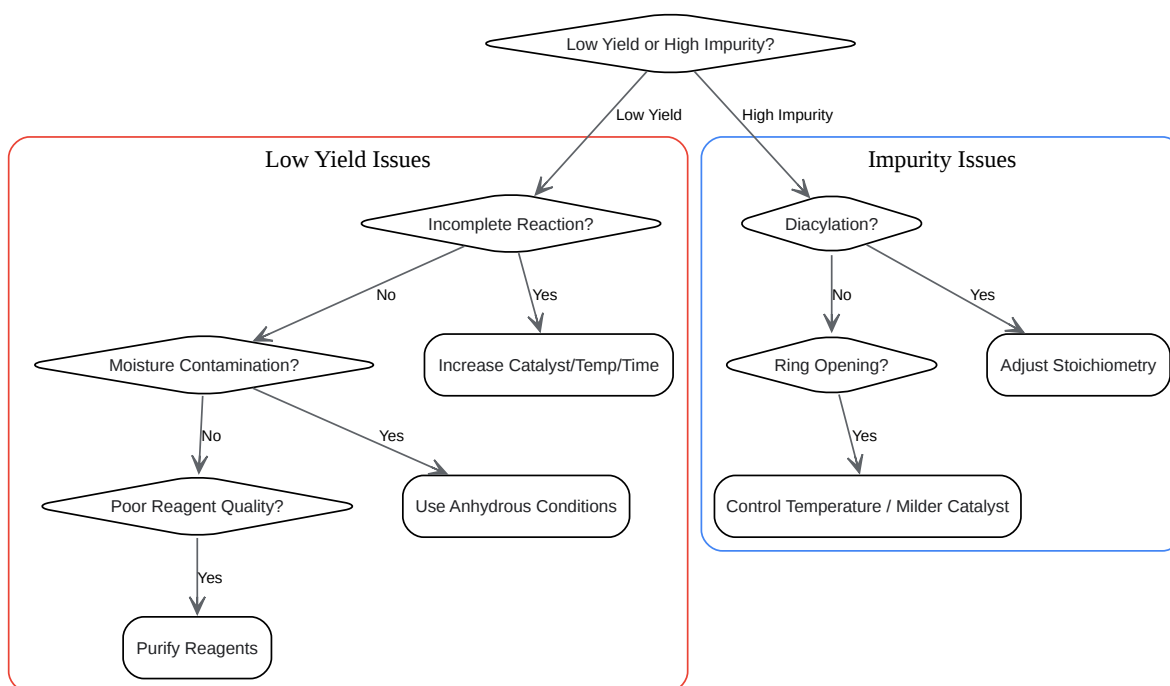 Low Yield or High Impurity?
Low Yield
High Impurity
Low Yield Issues
Impurity Issues
Incomplete Reaction?
Diacylation?
No
Yes
No
Yes
Moisture Contamination?
Increase Catalyst/Temp/Time
Ring Opening?
Adjust Stoichiometry
No
Yes
Yes
Poor Reagent Quality?
Use Anhydrous Conditions
Control Temperature / Milder Catalyst
Yes
Purify Reagents